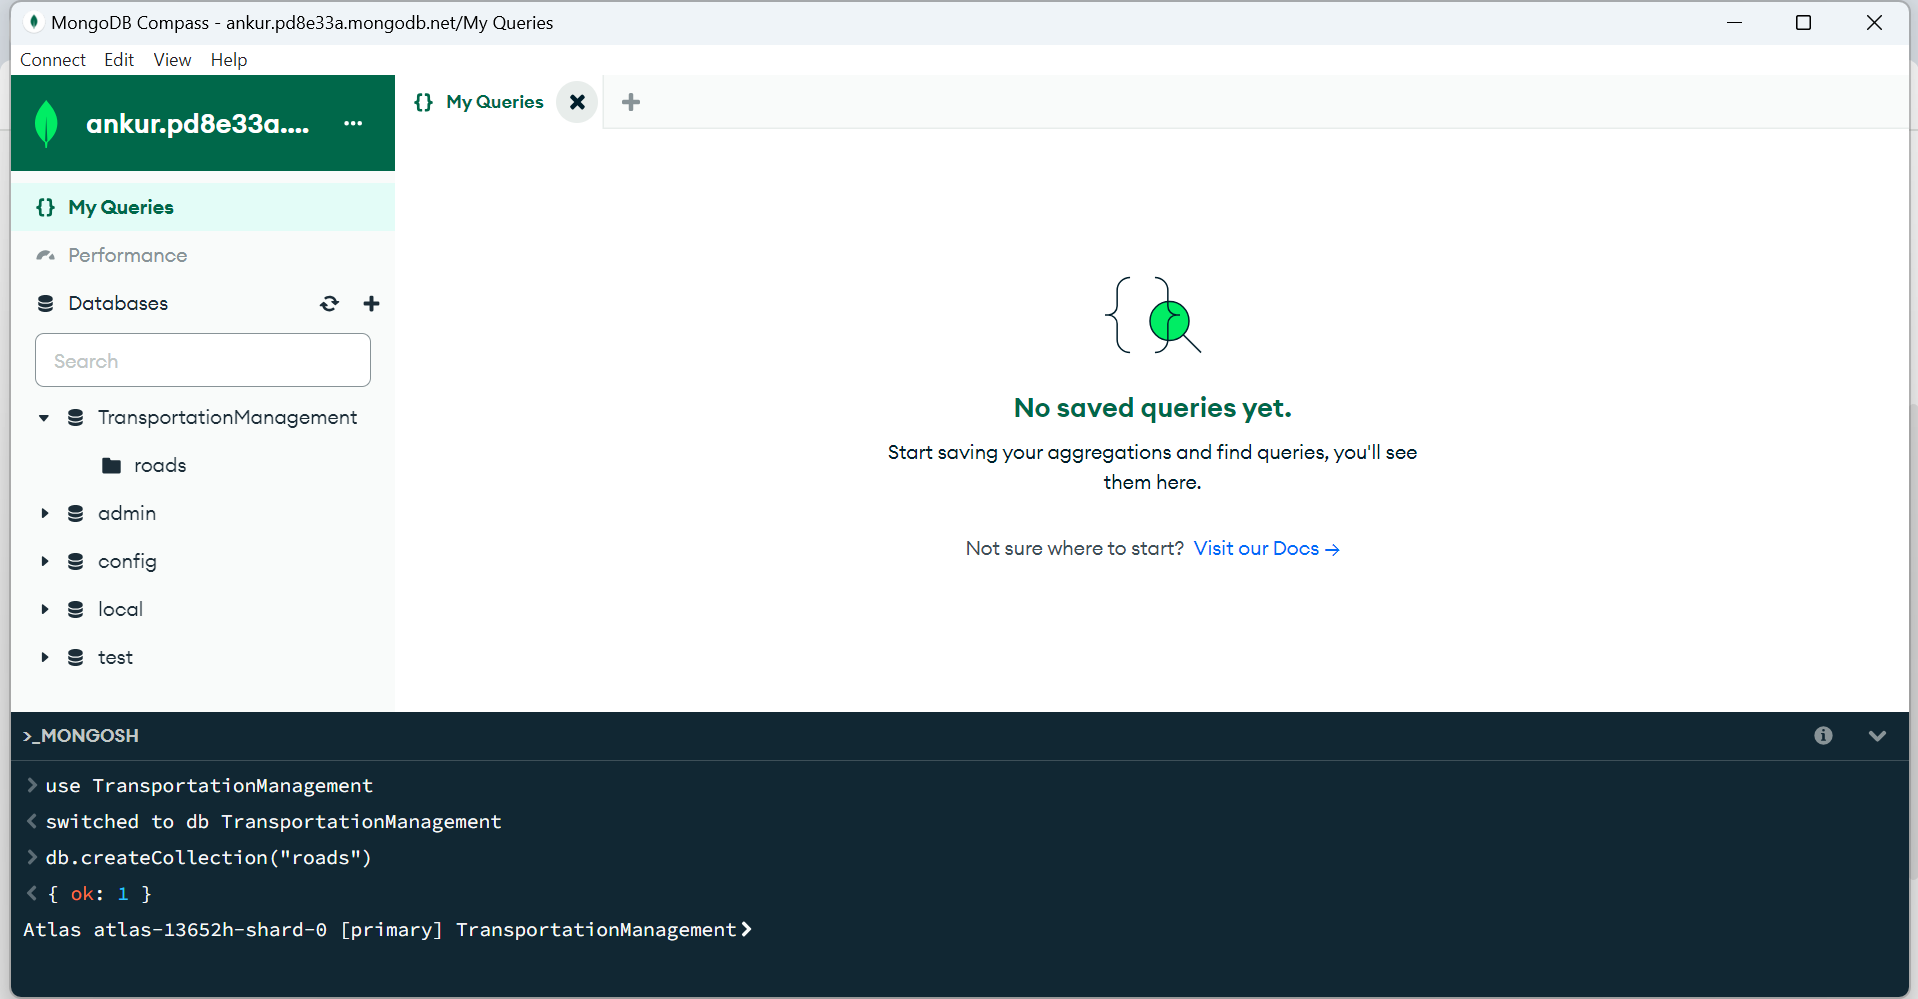 MongoDB Compass - ankur.pd8e33a.mongodb.net/My Queries
Connect Edit View Help
ankur.pd8e33a.... ...
{} My Queries
{} My Queries
Performance
Databases
Search
TransportationManagement
roads
admin
config
local
test
No saved queries yet.
Start saving your aggregations and find queries, you'll see
them here.
Not sure where to start? Visit our Docs →
>_MONGOSH
> use TransportationManagement
< switched to db TransportationManagement
> db.createCollection("roads")
< { ok: 1 }
Atlas atlas-13652h-shard-0 [primary] TransportationManagement>